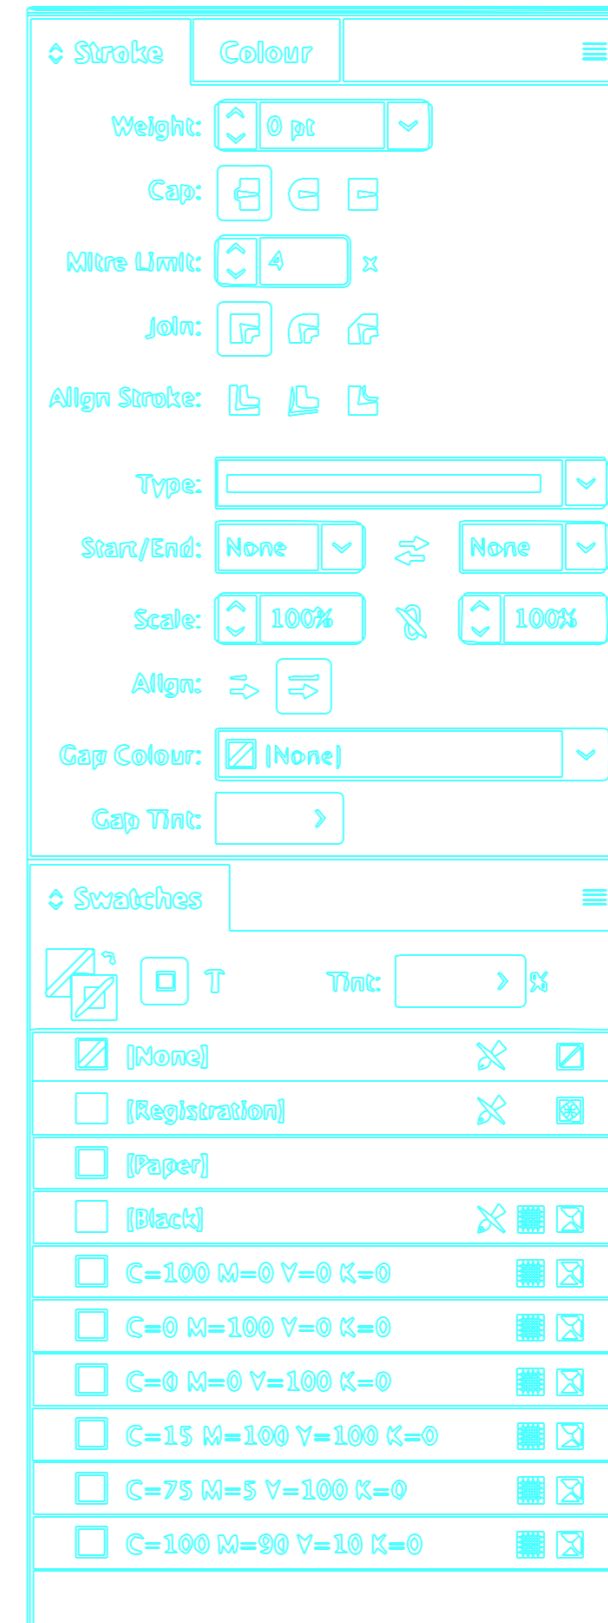 Stroke Colour
Weight: 0 pt
Cap:
Mitre Limit: 4 x
Join:
Align Stroke:
Type:
Start/End: None None
Scale: 100% 100%
Align:
Gap Colour: [None]
Gap Tint:
Swatches
T Tint: %
[None]
[Registration]
[Paper]
[Black]
C=100 M=0 Y=0 K=0
C=0 M=100 Y=0 K=0
C=0 M=0 Y=100 K=0
C=15 M=100 Y=100 K=0
C=75 M=5 Y=100 K=0
C=100 M=90 Y=10 K=0